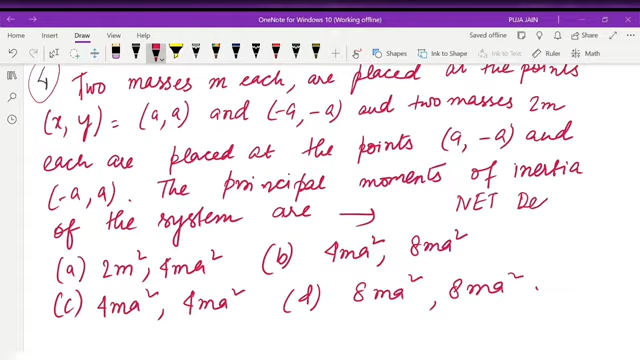 OneNote for Windows 10 (Working offline)
PUJA JAIN
Home Insert Draw View Help
Saved offline Share
Ink to Shape Ink to
4 Two masses m each, are placed at the points
(x, y) = (a, a) and (-a, -a) and two masses 2m
each are placed at the points (a, -a) and
(-a, a). The principal moments of inertia
of the system are → NET De
(a) 2m², 4ma² (b) 4ma², 8ma²
(c) 4ma², 4ma² (d) 8ma², 8ma².